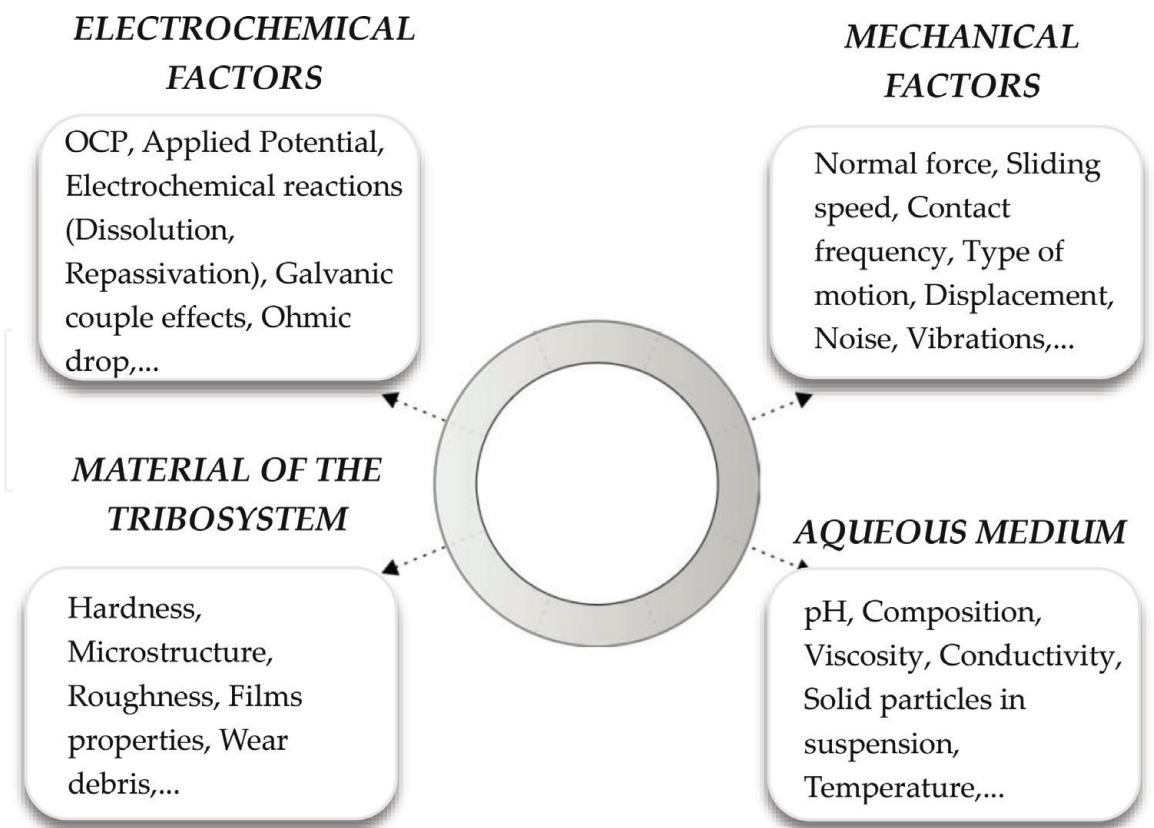 ELECTROCHEMICAL
FACTORS
OCP, Applied Potential,
Electrochemical reactions
(Dissolution,
Repassivation), Galvanic
couple effects, Ohmic
drop,...
MECHANICAL
FACTORS
Normal force, Sliding
speed, Contact
frequency, Type of
motion, Displacement,
Noise, Vibrations,...
MATERIAL OF THE
TRIBOSYSTEM
Hardness,
Microstructure,
Roughness, Films
properties, Wear
debris,...
AQUEOUS MEDIUM
pH, Composition,
Viscosity, Conductivity,
Solid particles in
suspension,
Temperature,...